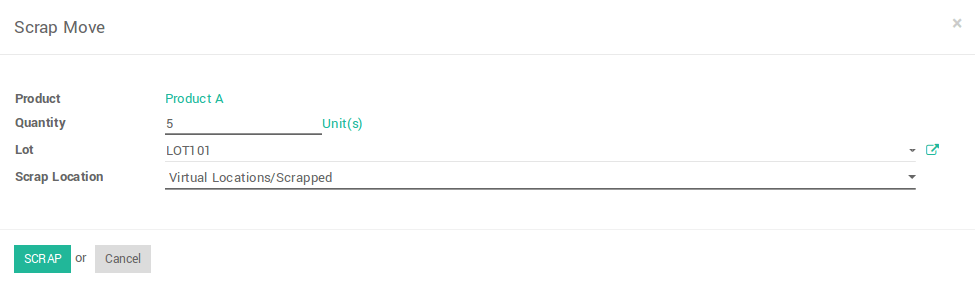 Scrap Move ×
Product Product A
Quantity 5 Unit(s)
Lot LOT101
Scrap Location Virtual Locations/Scrapped
SCRAP or Cancel